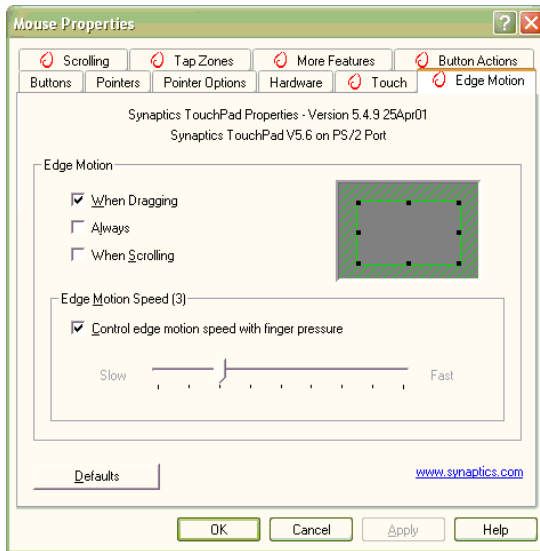 Mouse Properties
Scrolling Tap Zones More Features Button Actions
Buttons Pointers Pointer Options Hardware Touch Edge Motion
Synaptics TouchPad Properties - Version 5.4.9 25Apr01
Synaptics TouchPad V5.6 on PS/2 Port
Edge Motion
When Dragging
Always
When Scrolling
Edge Motion Speed (3)
Control edge motion speed with finger pressure
Slow Fast
Defaults www.synaptics.com
OK Cancel Apply Help